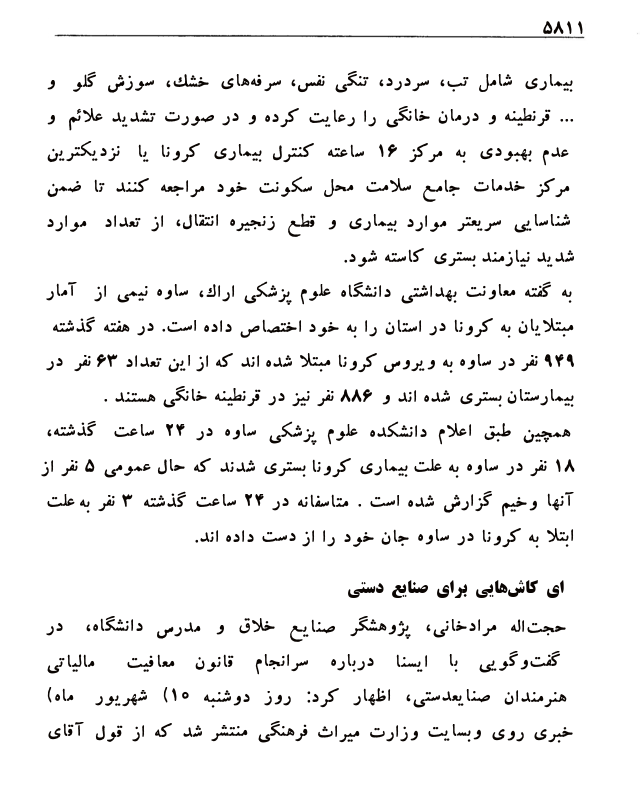 ۵۸۱۱
بیماری شامل تب، سردرد، تنگی نفس، سرفه‌های خشك، سوزش گلو و
... قرنطینه و درمان خانگی را رعایت کرده و در صورت تشدید علائم و
عدم بهبودی به مرکز ۱۶ ساعته کنترل بیماری کرونا یا نزدیکترین
مرکز خدمات جامع سلامت محل سکونت خود مراجعه کنند تا ضمن
شناسایی سریعتر موارد بیماری و قطع زنجیره انتقال، از تعداد موارد
شدید نیازمند بستری کاسته شود.
به گفته معاونت بهداشتی دانشگاه علوم پزشکی اراك، ساوه نیمی از آمار
مبتلایان به کرونا در استان را به خود اختصاص داده است. در هفته گذشته
۹۴۹ نفر در ساوه به ویروس کرونا مبتلا شده اند که از این تعداد ۶۳ نفر در
بیمارستان بستری شده اند و ۸۸۶ نفر نیز در قرنطینه خانگی هستند .
همچین طبق اعلام دانشکده علوم پزشکی ساوه در ۲۴ ساعت گذشته،
۱۸ نفر در ساوه به علت بیماری کرونا بستری شدند که حال عمومی ۵ نفر از
آنها وخیم گزارش شده است . متاسفانه در ۲۴ ساعت گذشته ۳ نفر به علت
ابتلا به کرونا در ساوه جان خود را از دست داده اند.
ای کاش‌هایی برای صنایع دستی
حجت‌اله مرادخانی، پژوهشگر صنایع خلاق و مدرس دانشگاه، در
گفت‌وگویی با ایسنا درباره سرانجام قانون معافیت مالیاتی
هنرمندان صنایعدستی، اظهار کرد: روز دوشنبه ۱۰) شهریور ماه)
خبری روی وبسایت وزارت میراث فرهنگی منتشر شد که از قول آقای